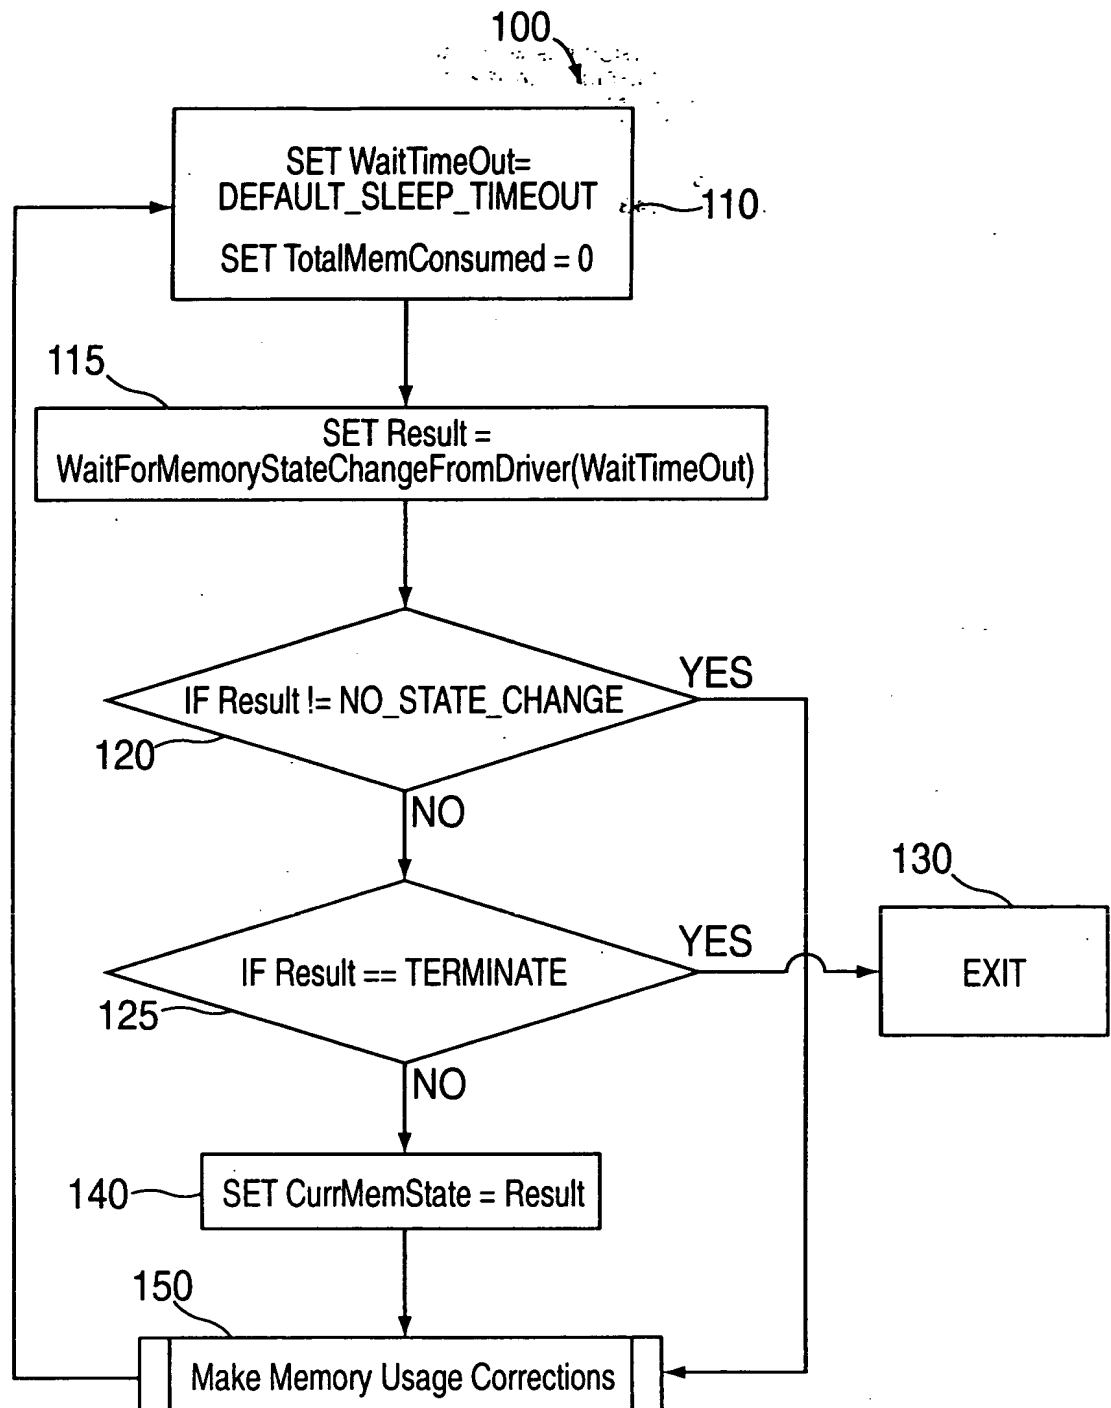 100
SET WaitTimeOut=
DEFAULT_SLEEP_TIMEOUT
SET TotalMemConsumed = 0
110
115
SET Result =
WaitForMemoryStateChangeFromDriver(WaitTimeOut)
IF Result != NO_STATE_CHANGE
YES
120
NO
130
IF Result == TERMINATE
YES
EXIT
125
NO
140
SET CurrMemState = Result
150
Make Memory Usage Corrections